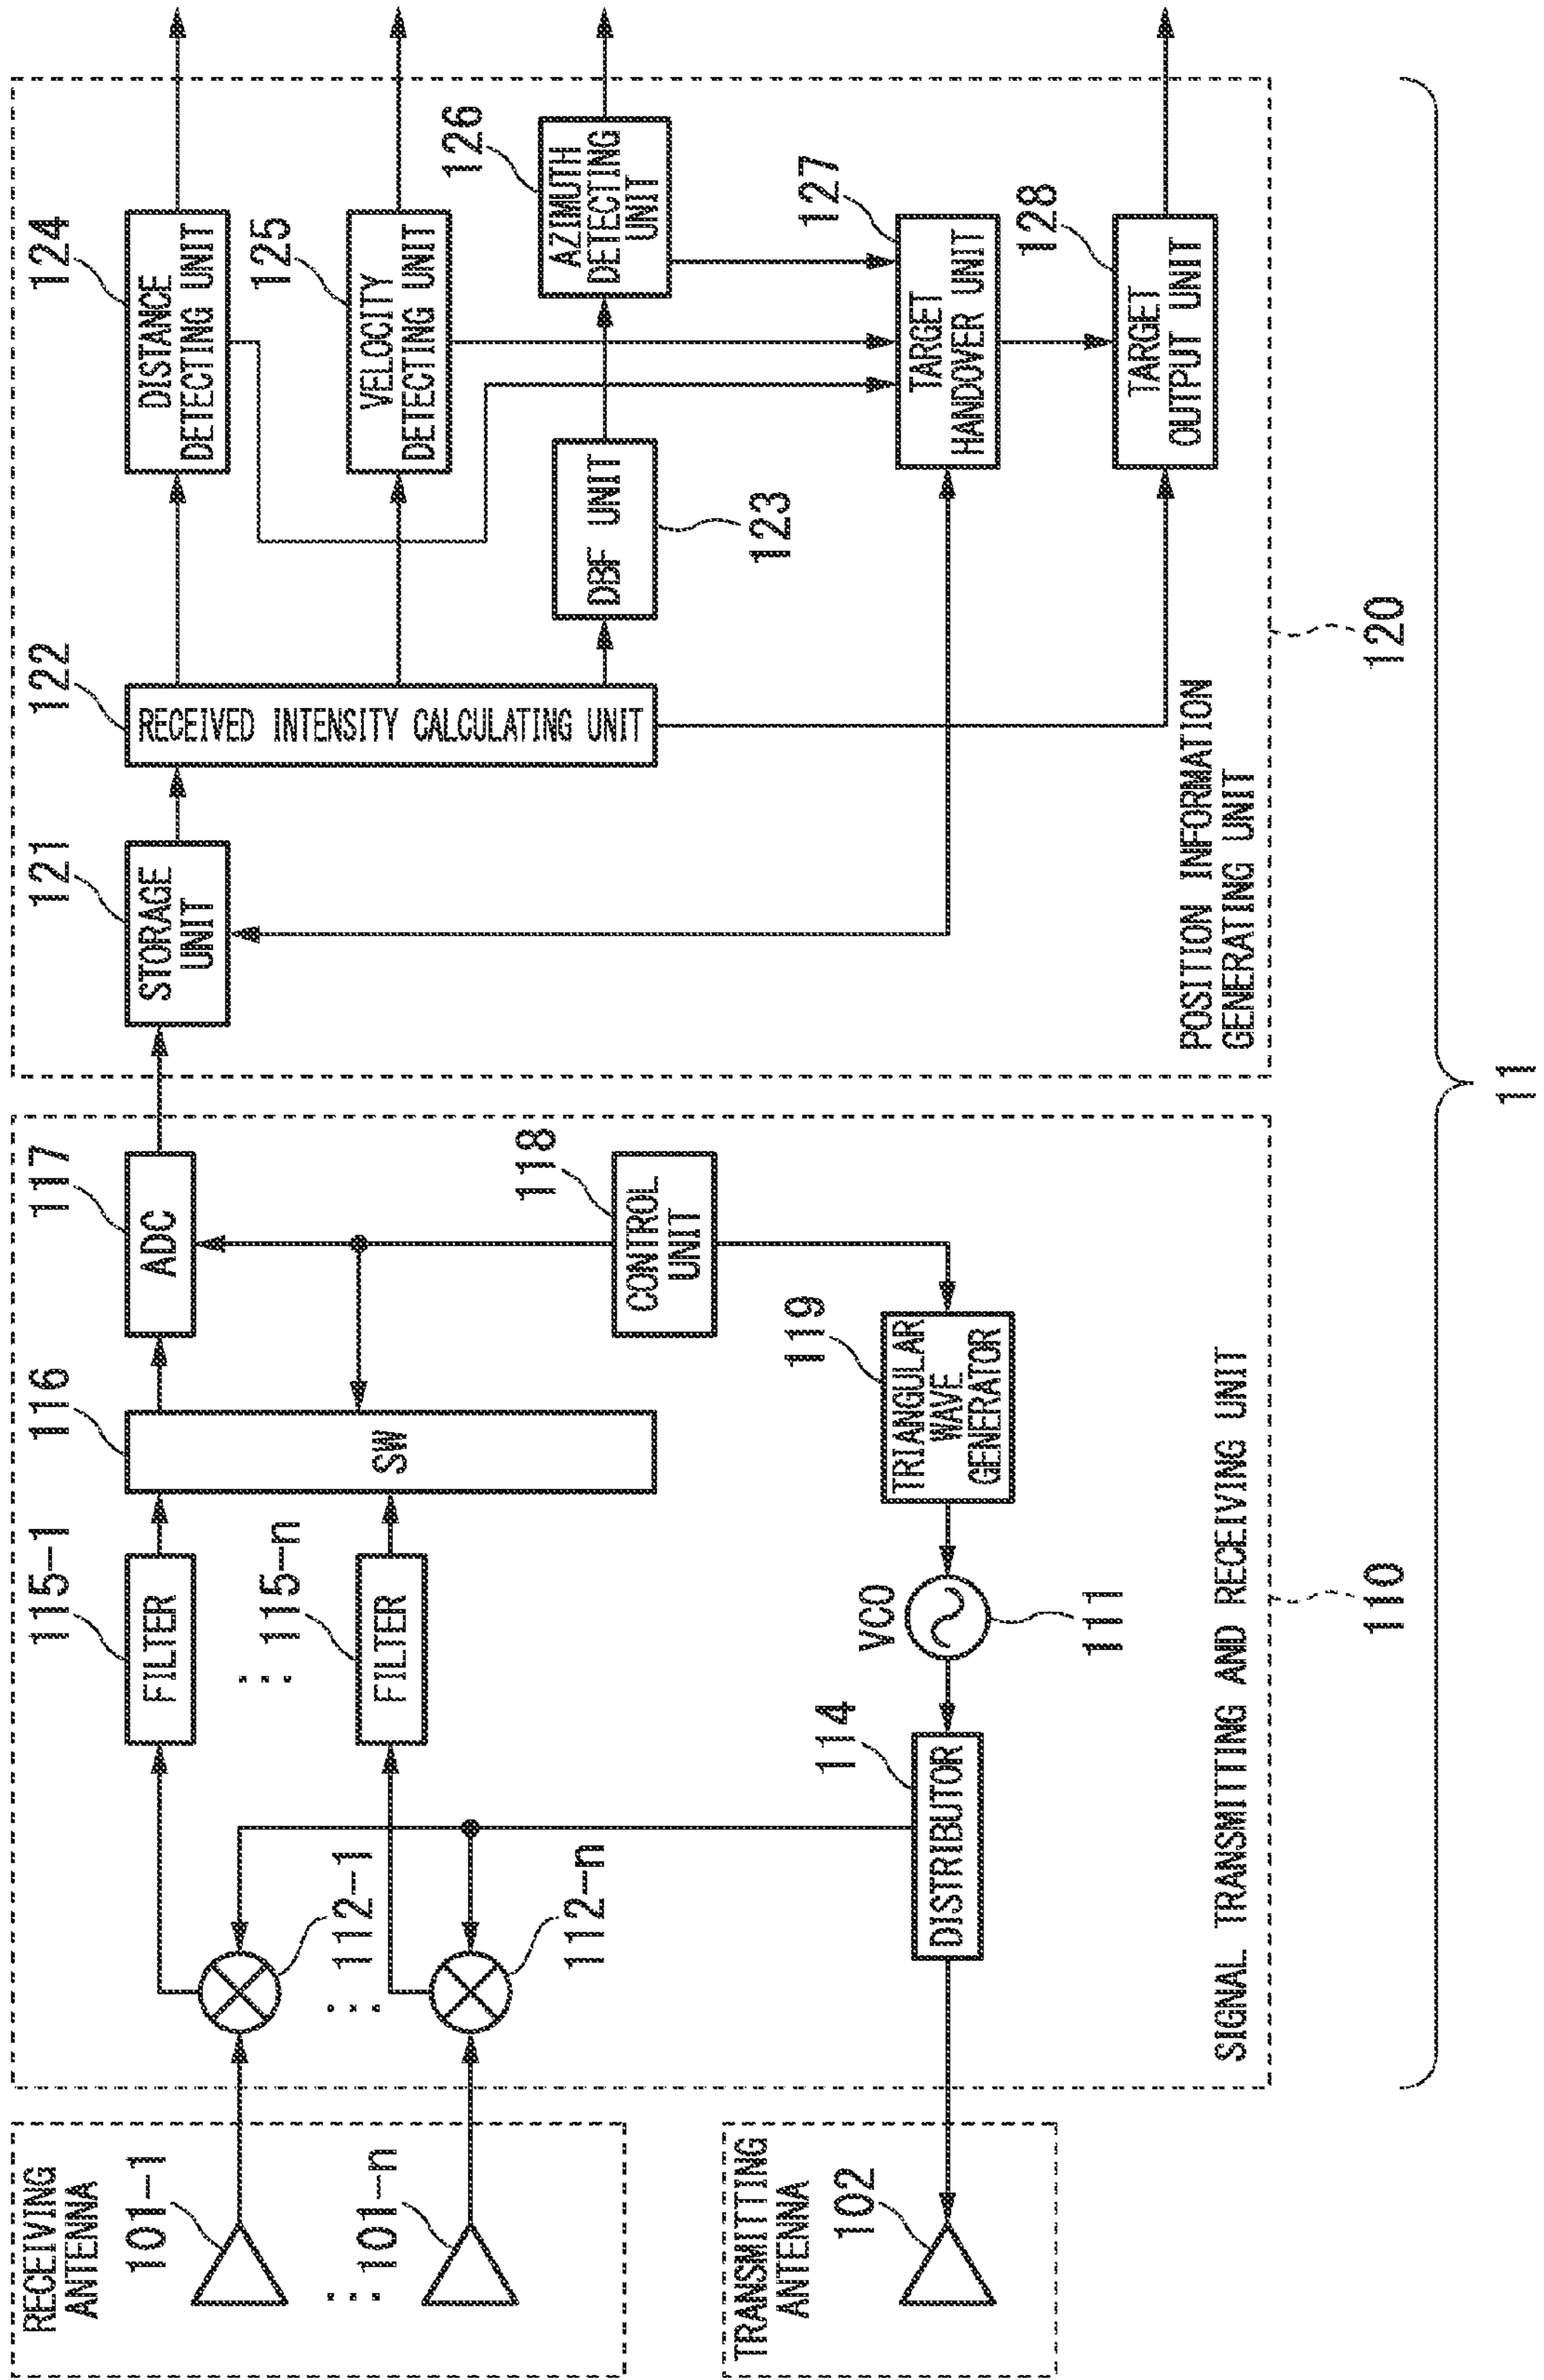 RECEIVING
ANTENNA
101-1
101-n
TRANSMITTING
ANTENNA
102
112-1
112-n
115-1
FILTER
115-n
FILTER
116
SW
117
ADC
118
CONTROL
UNIT
119
TRIANGULAR
WAVE
GENERATOR
VCO
111
114
DISTRIBUTOR
SIGNAL TRANSMITTING AND RECEIVING UNIT
110
121
STORAGE
UNIT
122
RECEIVED INTENSITY CALCULATING UNIT
124
DISTANCE
DETECTING UNIT
125
VELOCITY
DETECTING UNIT
DBF UNIT
123
126
AZIMUTH
DETECTING
UNIT
127
TARGET
HANDOVER UNIT
128
TARGET
OUTPUT UNIT
POSITION INFORMATION
GENERATING UNIT
120
11